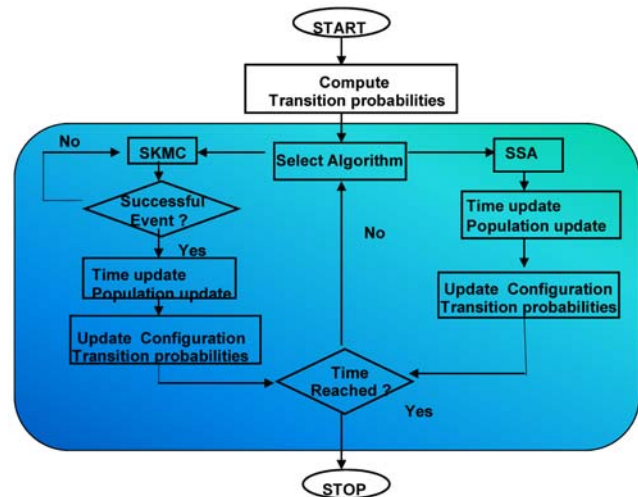 START
Compute
Transition probabilities
No
SKMC
Select Algorithm
SSA
Successful
Event ?
Time update
Population update
No
Yes
Time update
Population update
Update Configuration
Transition probabilities
Update Configuration
Transition probabilities
Time
Reached ?
Yes
STOP